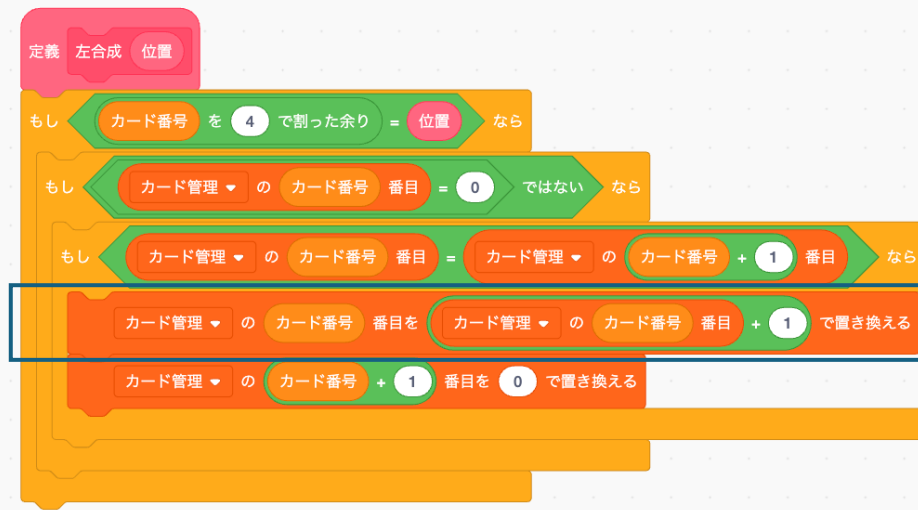 定義 左合成 位置
もし カード番号 を 4 で割った余り = 位置 なら
もし カード管理 の カード番号 番目 = 0 ではない なら
もし カード管理 の カード番号 番目 = カード管理 の カード番号 + 1 番目 なら
カード管理 の カード番号 番目を カード管理 の カード番号 番目 + 1 で置き換える
カード管理 の カード番号 + 1 番目を 0 で置き換える